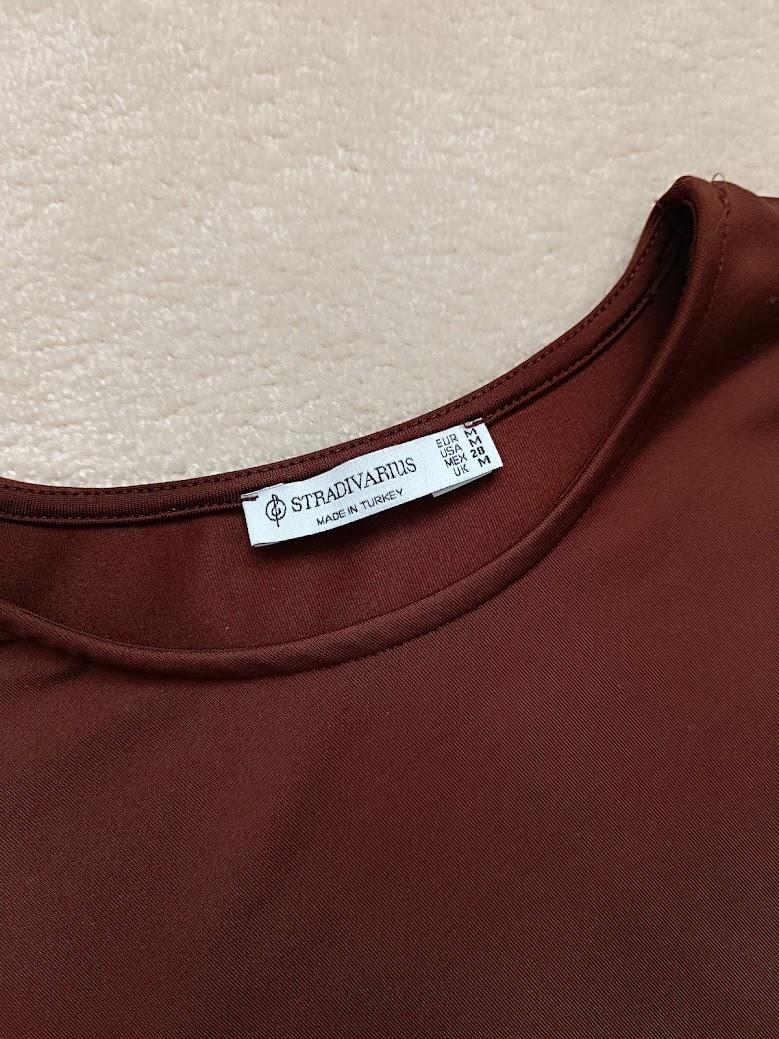 STRADIVARIUS
MADE IN TURKEY
EUR M
USA M
MEX 28
UK M